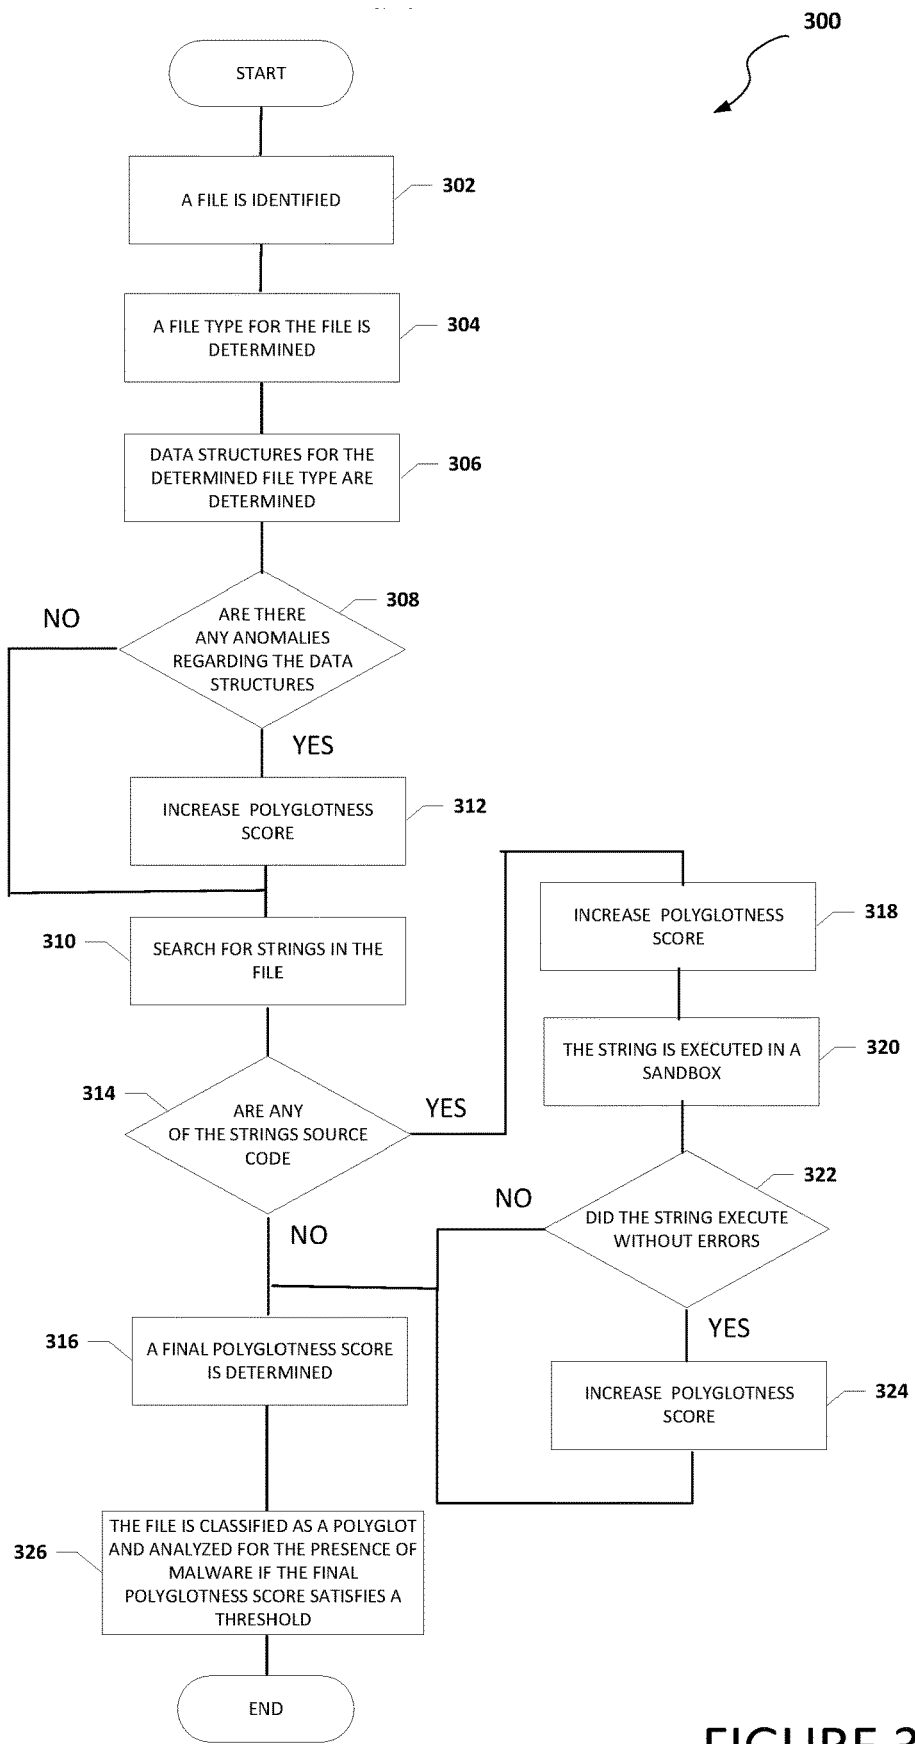 300
START
A FILE IS IDENTIFIED
302
A FILE TYPE FOR THE FILE IS
DETERMINED
304
DATA STRUCTURES FOR THE
DETERMINED FILE TYPE ARE
DETERMINED
306
ARE THERE
ANY ANOMALIES
REGARDING THE DATA
STRUCTURES
308
NO
YES
INCREASE POLYGLOTNESS
SCORE
312
SEARCH FOR STRINGS IN THE
FILE
310
ARE ANY
OF THE STRINGS SOURCE
CODE
314
YES
NO
INCREASE POLYGLOTNESS
SCORE
318
THE STRING IS EXECUTED IN A
SANDBOX
320
DID THE STRING EXECUTE
WITHOUT ERRORS
322
NO
YES
INCREASE POLYGLOTNESS
SCORE
324
A FINAL POLYGLOTNESS SCORE
IS DETERMINED
316
THE FILE IS CLASSIFIED AS A POLYGLOT
AND ANALYZED FOR THE PRESENCE OF
MALWARE IF THE FINAL
POLYGLOTNESS SCORE SATISFIES A
THRESHOLD
326
END
FIGURE 3